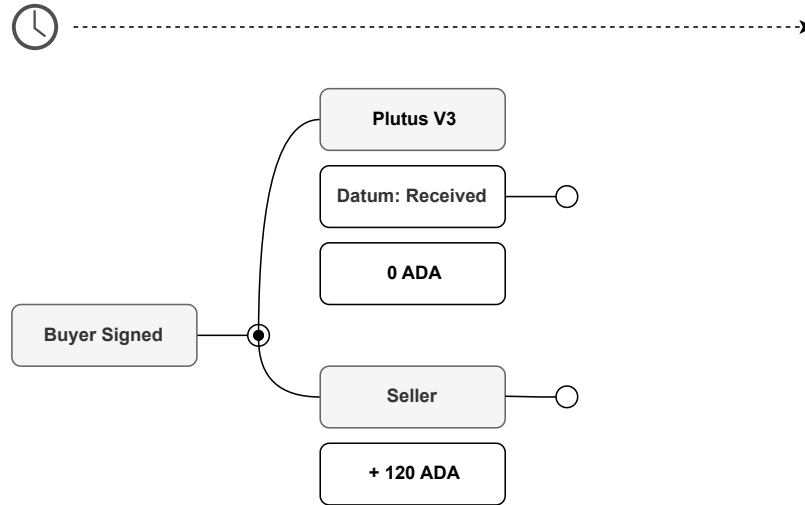 Plutus V3
Datum: Received
0 ADA
Buyer Signed
Seller
+ 120 ADA